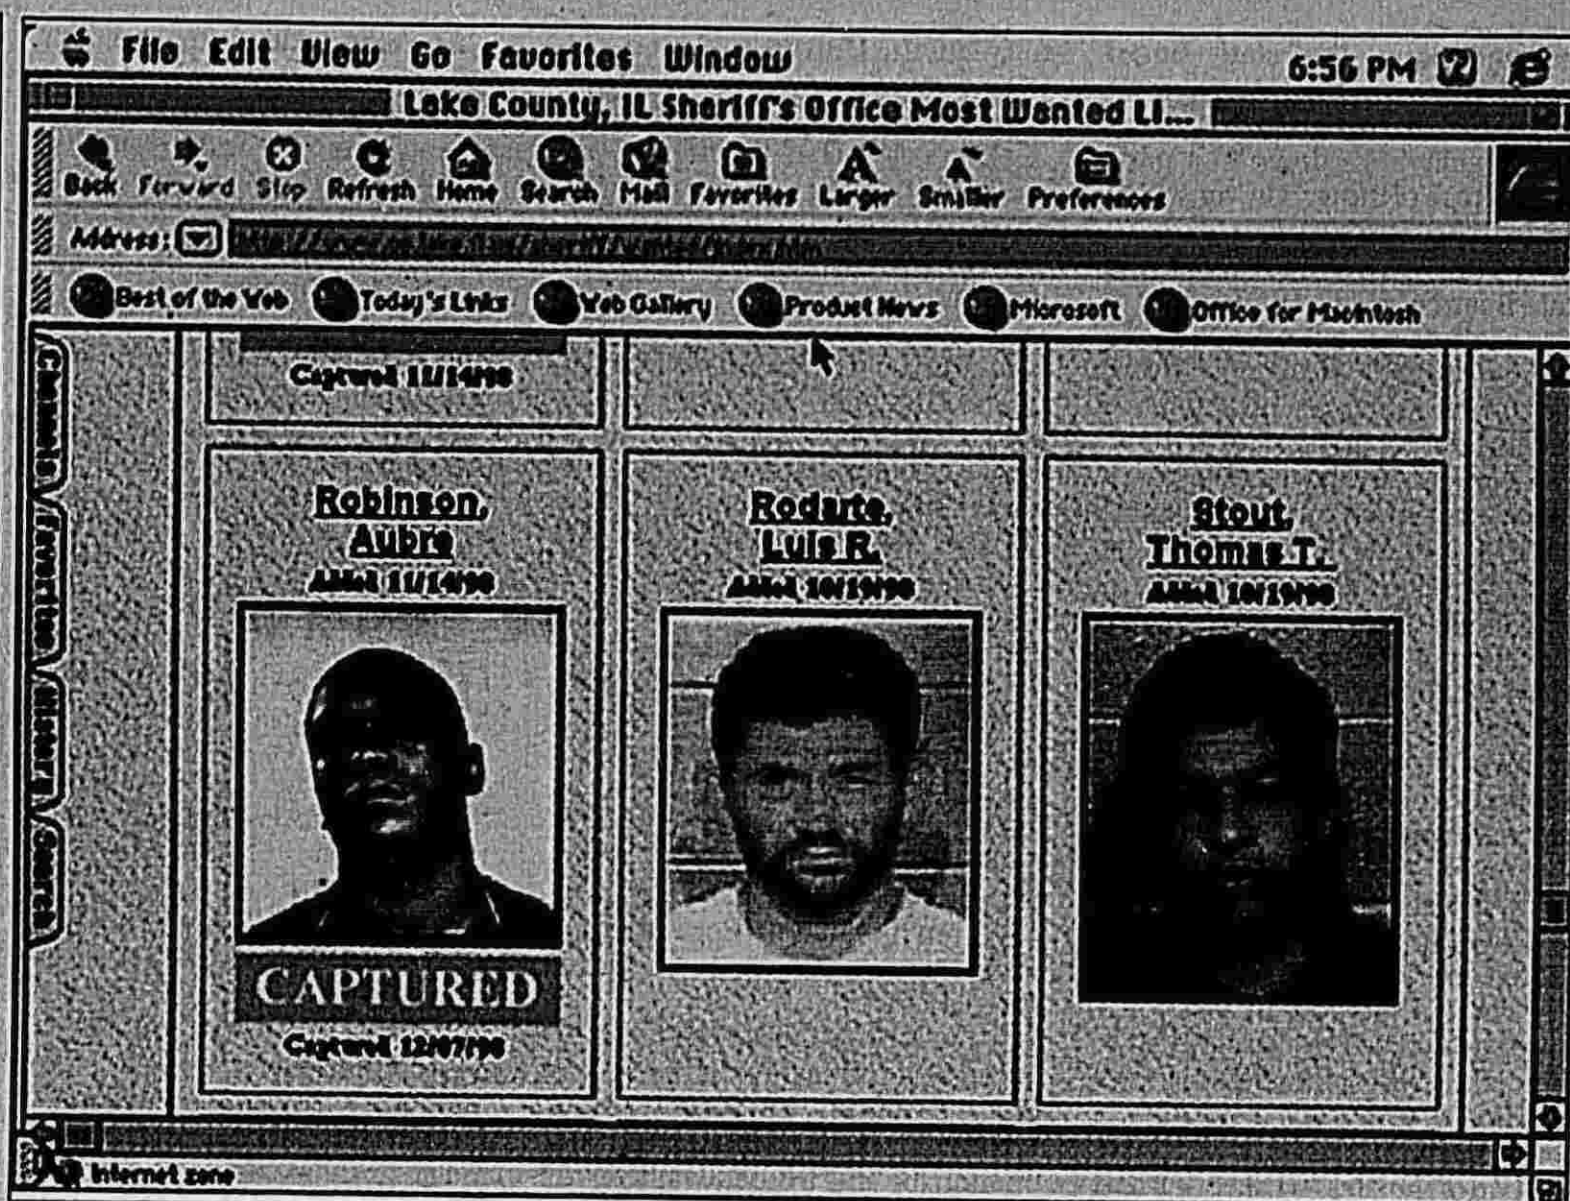 File Edit View Go Favorites Window 6:56 PM
Lake County, IL Sheriff's Office Most Wanted Li...
Back Forward Stop Refresh Home Search Mail Favorites Larger Smaller Preferences
Address:
Best of the Web Today's Links Web Gallery Product News Microsoft Office for Macintosh
Channels
Favorites
History
Search
Captured 11/14/98
Robinson,
Aubre
Added 11/14/98
CAPTURED
Captured 12/07/98
Rodarte,
Luis R.
Added 10/19/98
Stout,
Thomas T.
Added 10/19/98
Internet zone